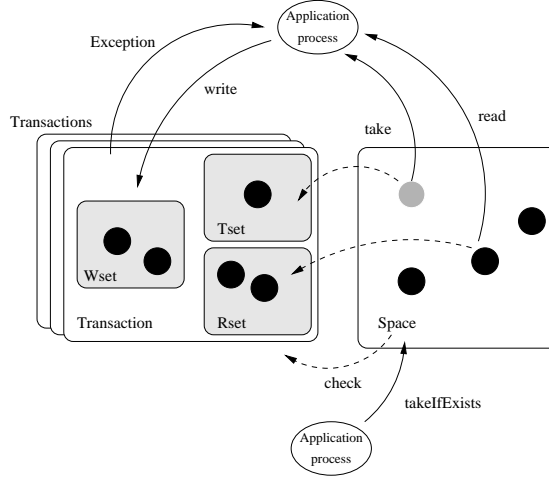 Application
process
Exception
write
Transactions
take
read
Tset
Wset
Rset
Transaction
Space
check
takeIfExists
Application
process